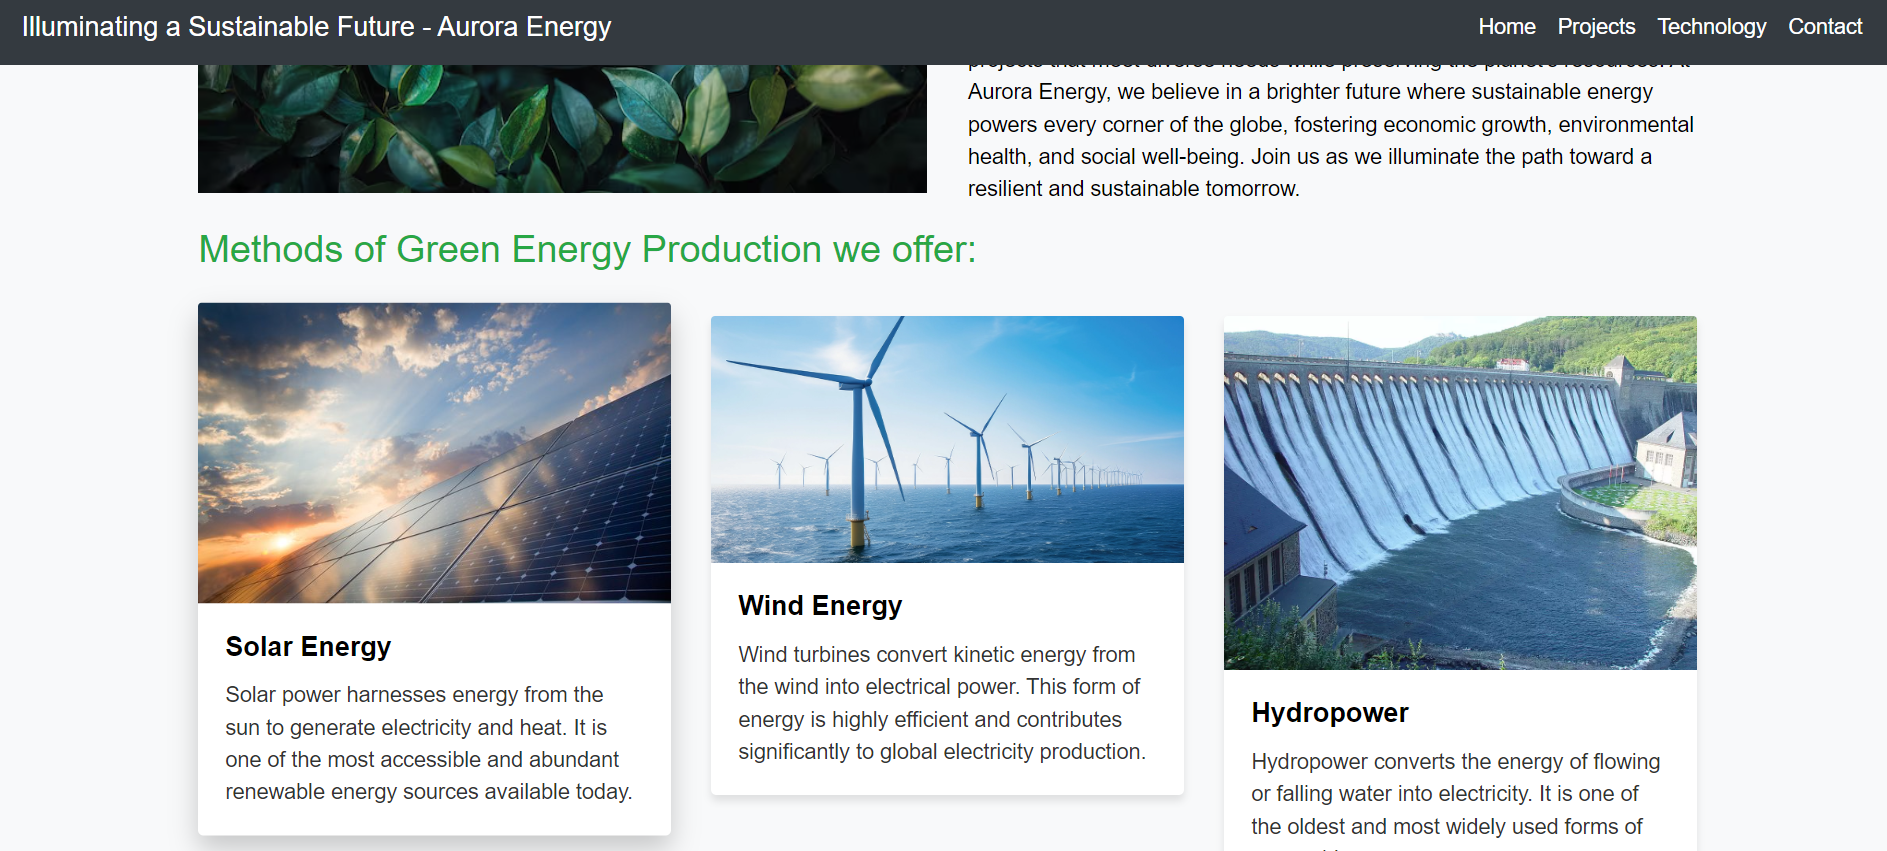 Illuminating a Sustainable Future - Aurora Energy
Home Projects Technology Contact
Aurora Energy, we believe in a brighter future where sustainable energy
powers every corner of the globe, fostering economic growth, environmental
health, and social well-being. Join us as we illuminate the path toward a
resilient and sustainable tomorrow.
Methods of Green Energy Production we offer:
Solar Energy
Solar power harnesses energy from the
sun to generate electricity and heat. It is
one of the most accessible and abundant
renewable energy sources available today.
Wind Energy
Wind turbines convert kinetic energy from
the wind into electrical power. This form of
energy is highly efficient and contributes
significantly to global electricity production.
Hydropower
Hydropower converts the energy of flowing
or falling water into electricity. It is one of
the oldest and most widely used forms of